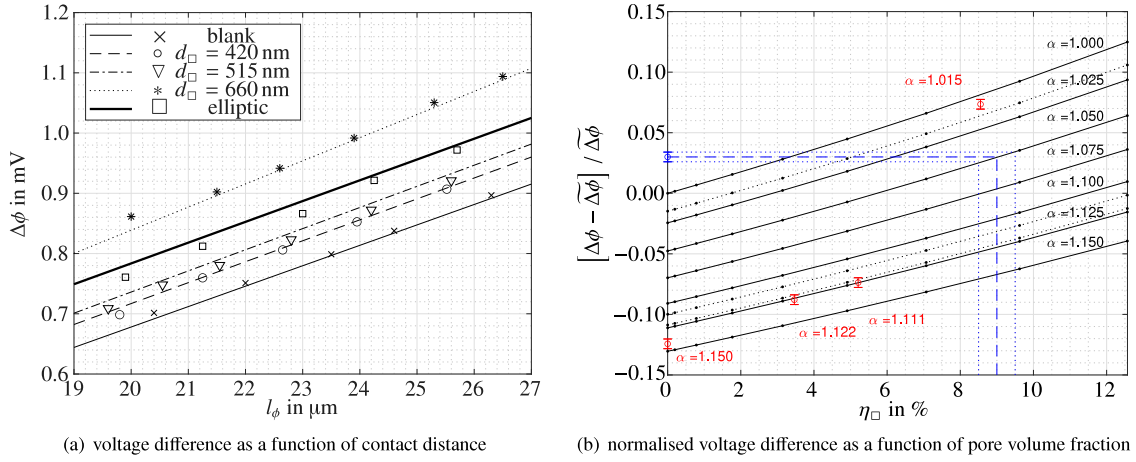 1.2
1.1
1.0
0.9
0.8
0.7
0.6
Δϕ in mV
blank
d□ = 420 nm
d□ = 515 nm
d□ = 660 nm
elliptic
19 20 21 22 23 24 25 26 27
lϕ in μm
(a) voltage difference as a function of contact distance
0.15
0.10
0.05
0.00
−0.05
−0.10
−0.15
[Δϕ − Δ̃ϕ] / Δ̃ϕ
α =1.000
α =1.015
α =1.025
α =1.050
α =1.075
α =1.100
α =1.125
α =1.150
α =1.111
α =1.122
α =1.150
0 2 4 6 8 10 12
η□ in %
(b) normalised voltage difference as a function of pore volume fraction